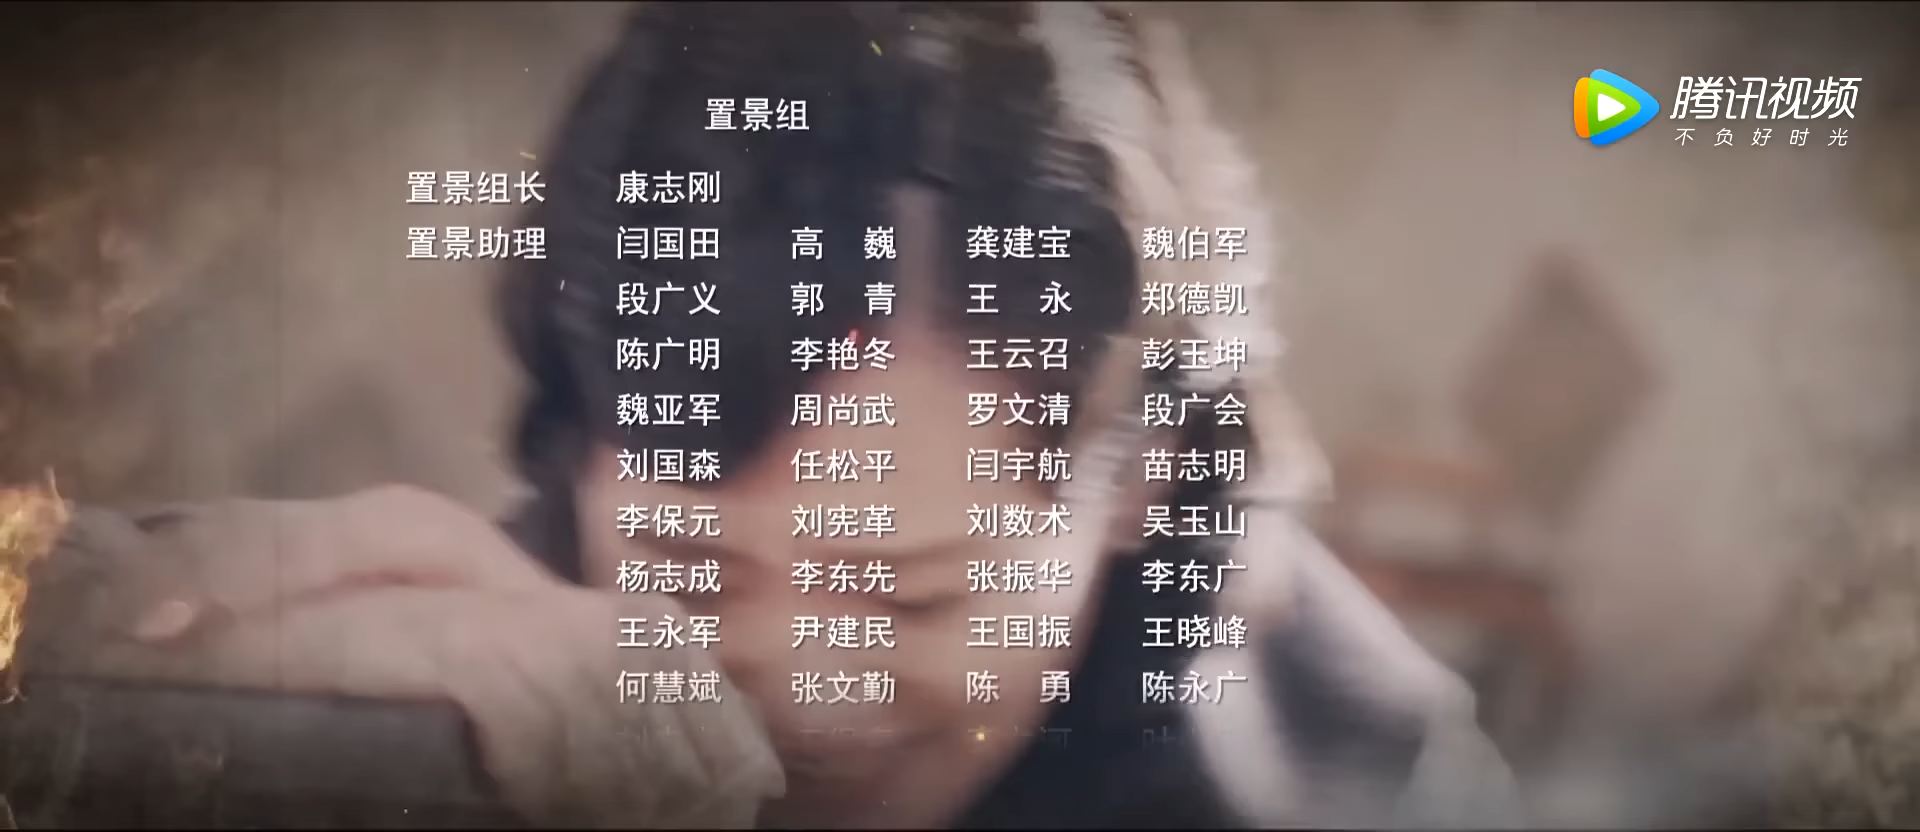 置景组
腾讯视频
不负好时光
置景组长 康志刚
置景助理 闫国田 高 巍 龚建宝 魏伯军
段广义 郭 青 王 永 郑德凯
陈广明 李艳冬 王云召 彭玉坤
魏亚军 周尚武 罗文清 段广会
刘国森 任松平 闫宇航 苗志明
李保元 刘宪革 刘数术 吴玉山
杨志成 李东先 张振华 李东广
王永军 尹建民 王国振 王晓峰
何慧斌 张文勤 陈 勇 陈永广